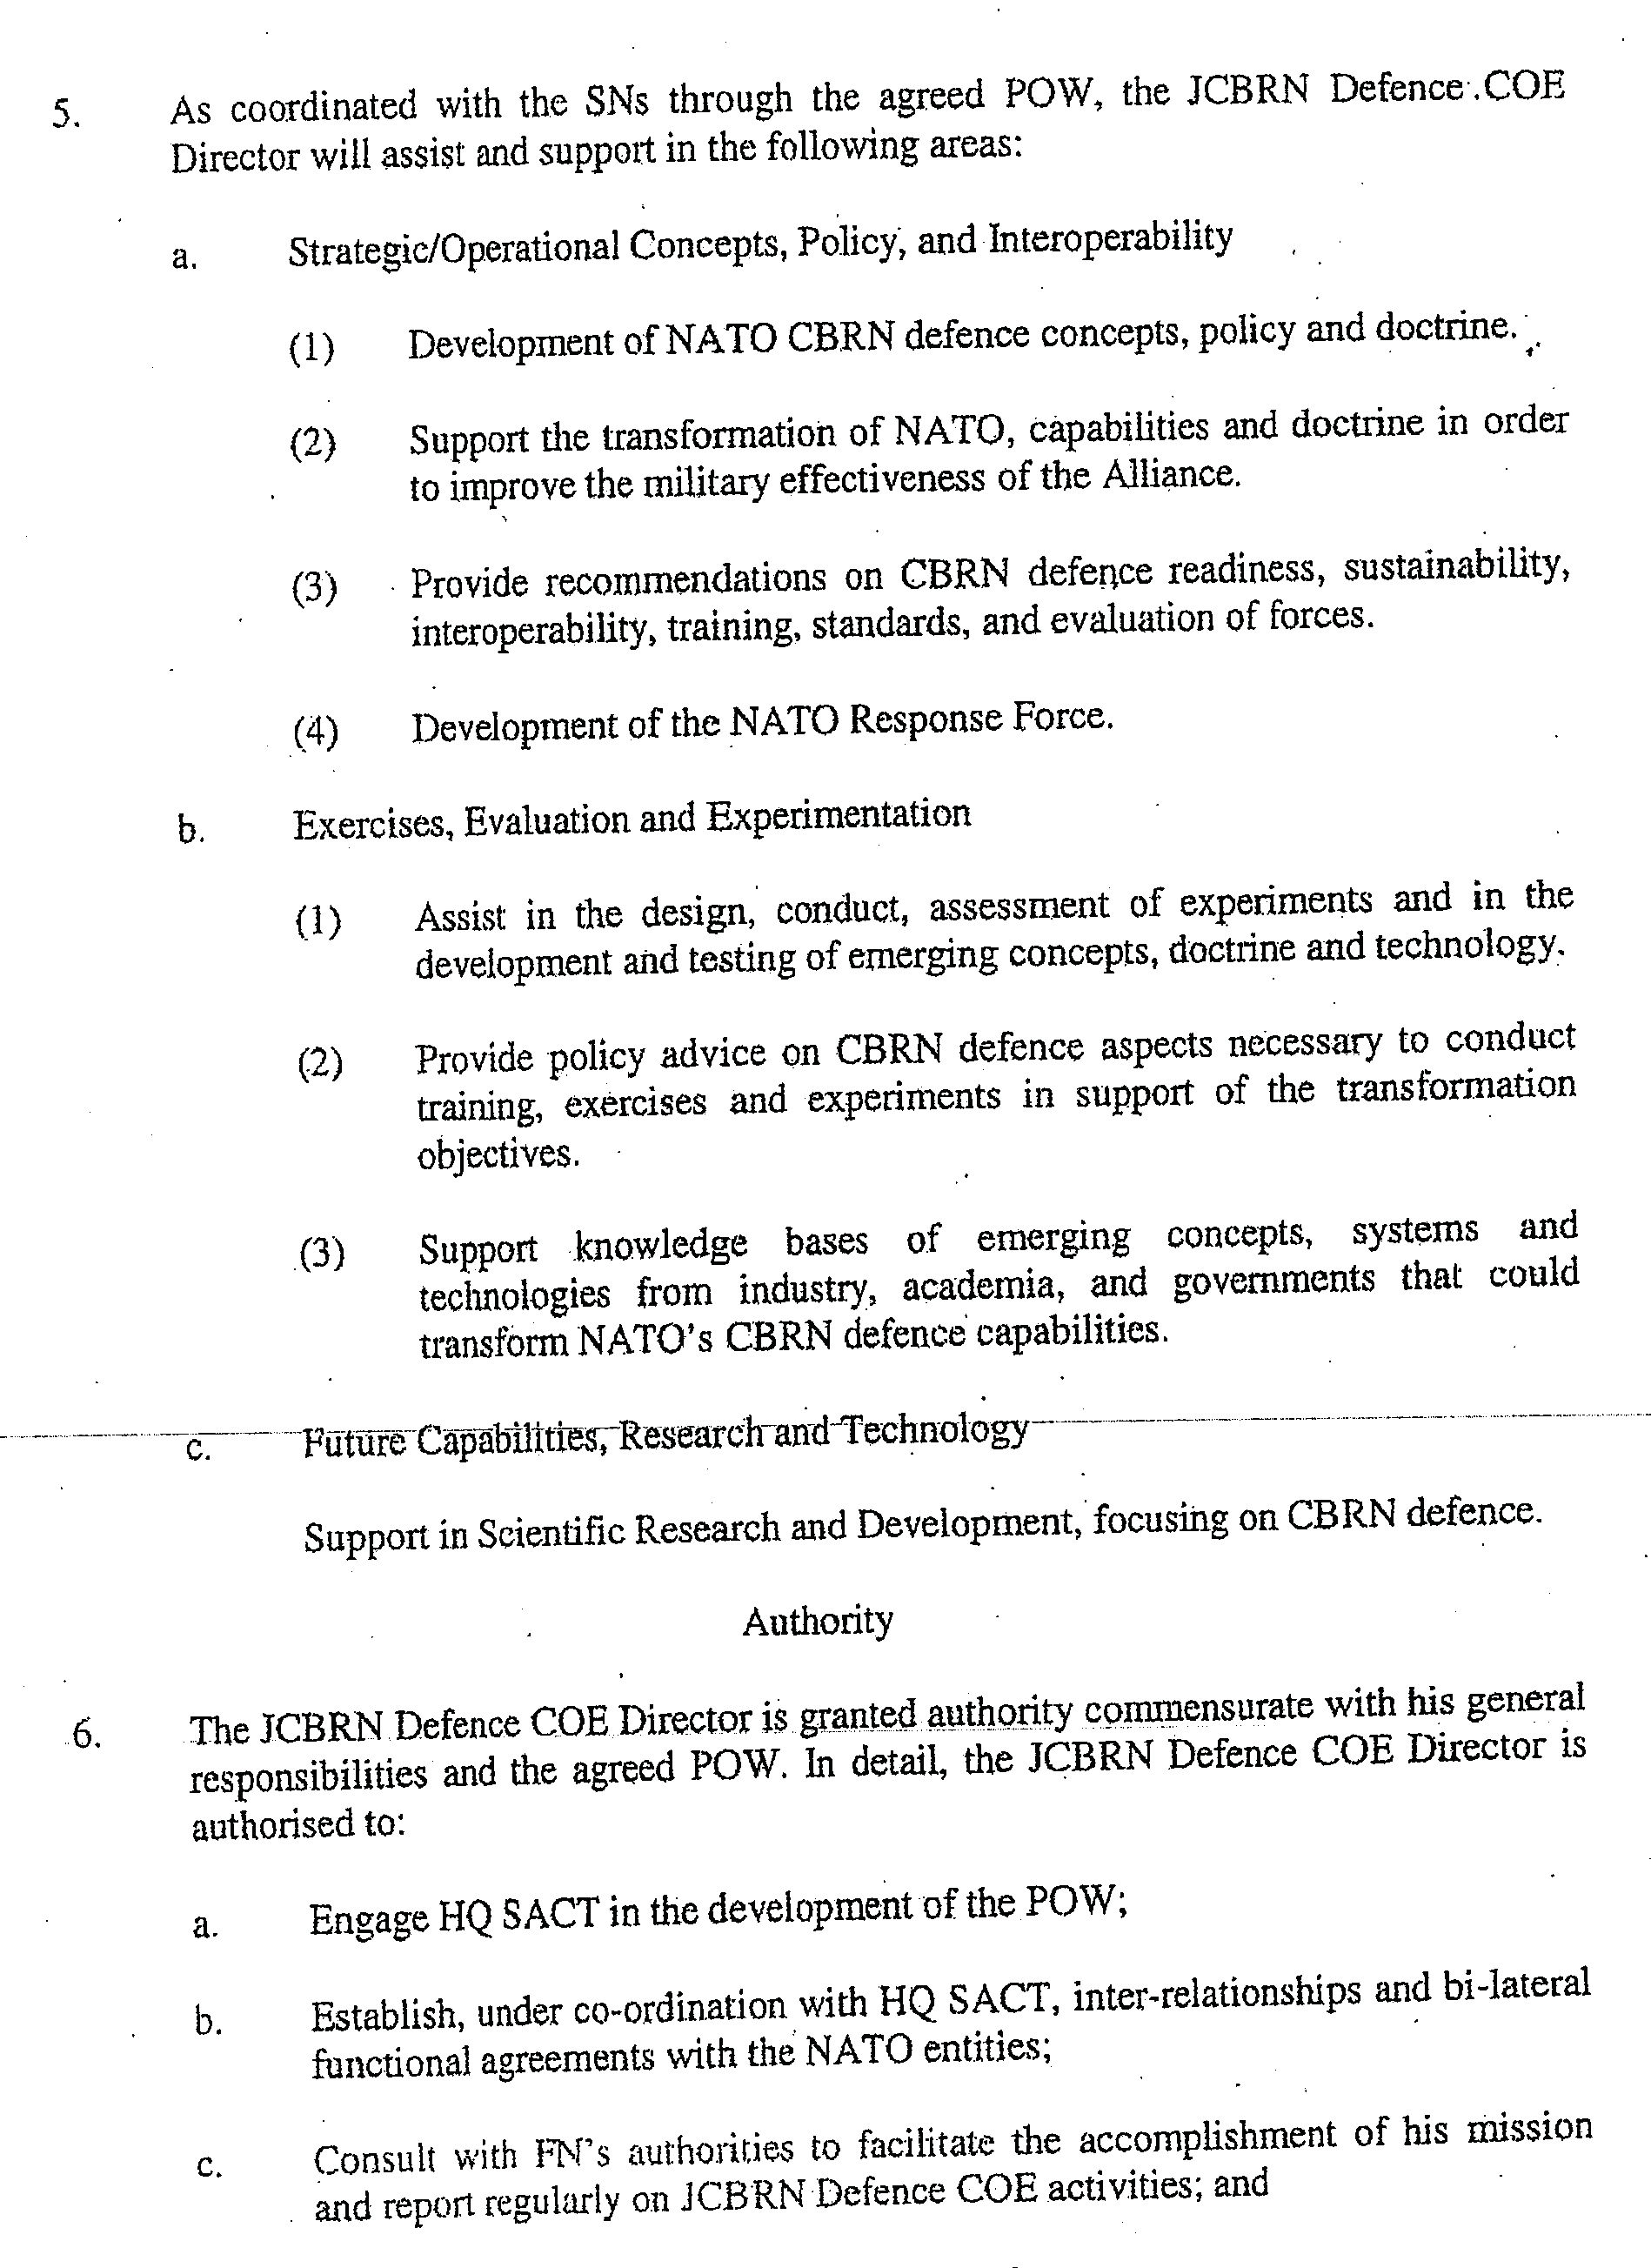 5. As coordinated with the SNs through the agreed POW, the JCBRN Defence COE
Director will assist and support in the following areas:
a. Strategic/Operational Concepts, Policy, and Interoperability
(1) Development of NATO CBRN defence concepts, policy and doctrine.
(2) Support the transformation of NATO, capabilities and doctrine in order
to improve the military effectiveness of the Alliance.
(3) Provide recommendations on CBRN defence readiness, sustainability,
interoperability, training, standards, and evaluation of forces.
(4) Development of the NATO Response Force.
b. Exercises, Evaluation and Experimentation
(1) Assist in the design, conduct, assessment of experiments and in the
development and testing of emerging concepts, doctrine and technology.
(2) Provide policy advice on CBRN defence aspects necessary to conduct
training, exercises and experiments in support of the transformation
objectives.
(3) Support knowledge bases of emerging concepts, systems and
technologies from industry, academia, and governments that could
transform NATO's CBRN defence capabilities.
c. Future Capabilities, Research and Technology
Support in Scientific Research and Development, focusing on CBRN defence.
Authority
6. The JCBRN Defence COE Director is granted authority commensurate with his general
responsibilities and the agreed POW. In detail, the JCBRN Defence COE Director is
authorised to:
a. Engage HQ SACT in the development of the POW;
b. Establish, under co-ordination with HQ SACT, inter-relationships and bi-lateral
functional agreements with the NATO entities;
c. Consult with FN's authorities to facilitate the accomplishment of his mission
and report regularly on JCBRN Defence COE activities; and